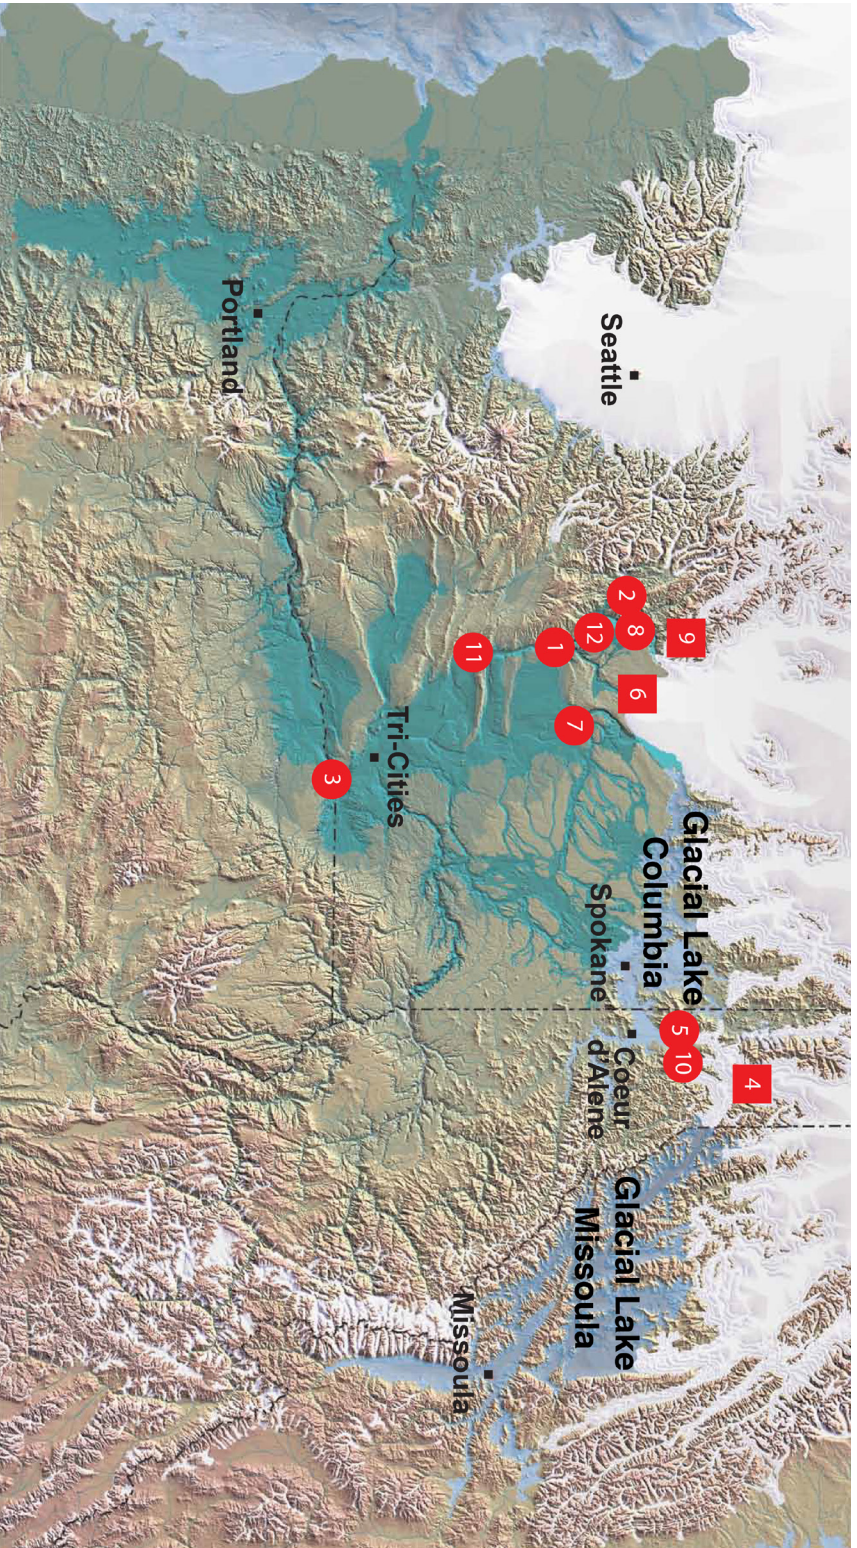 Seattle
Portland
Tri-Cities
Glacial Lake
Columbia
Spokane
Coeur
d'Alene
Glacial Lake
Missoula
Missoula
9
2
8
12
6
1
11
7
3
5
10
4